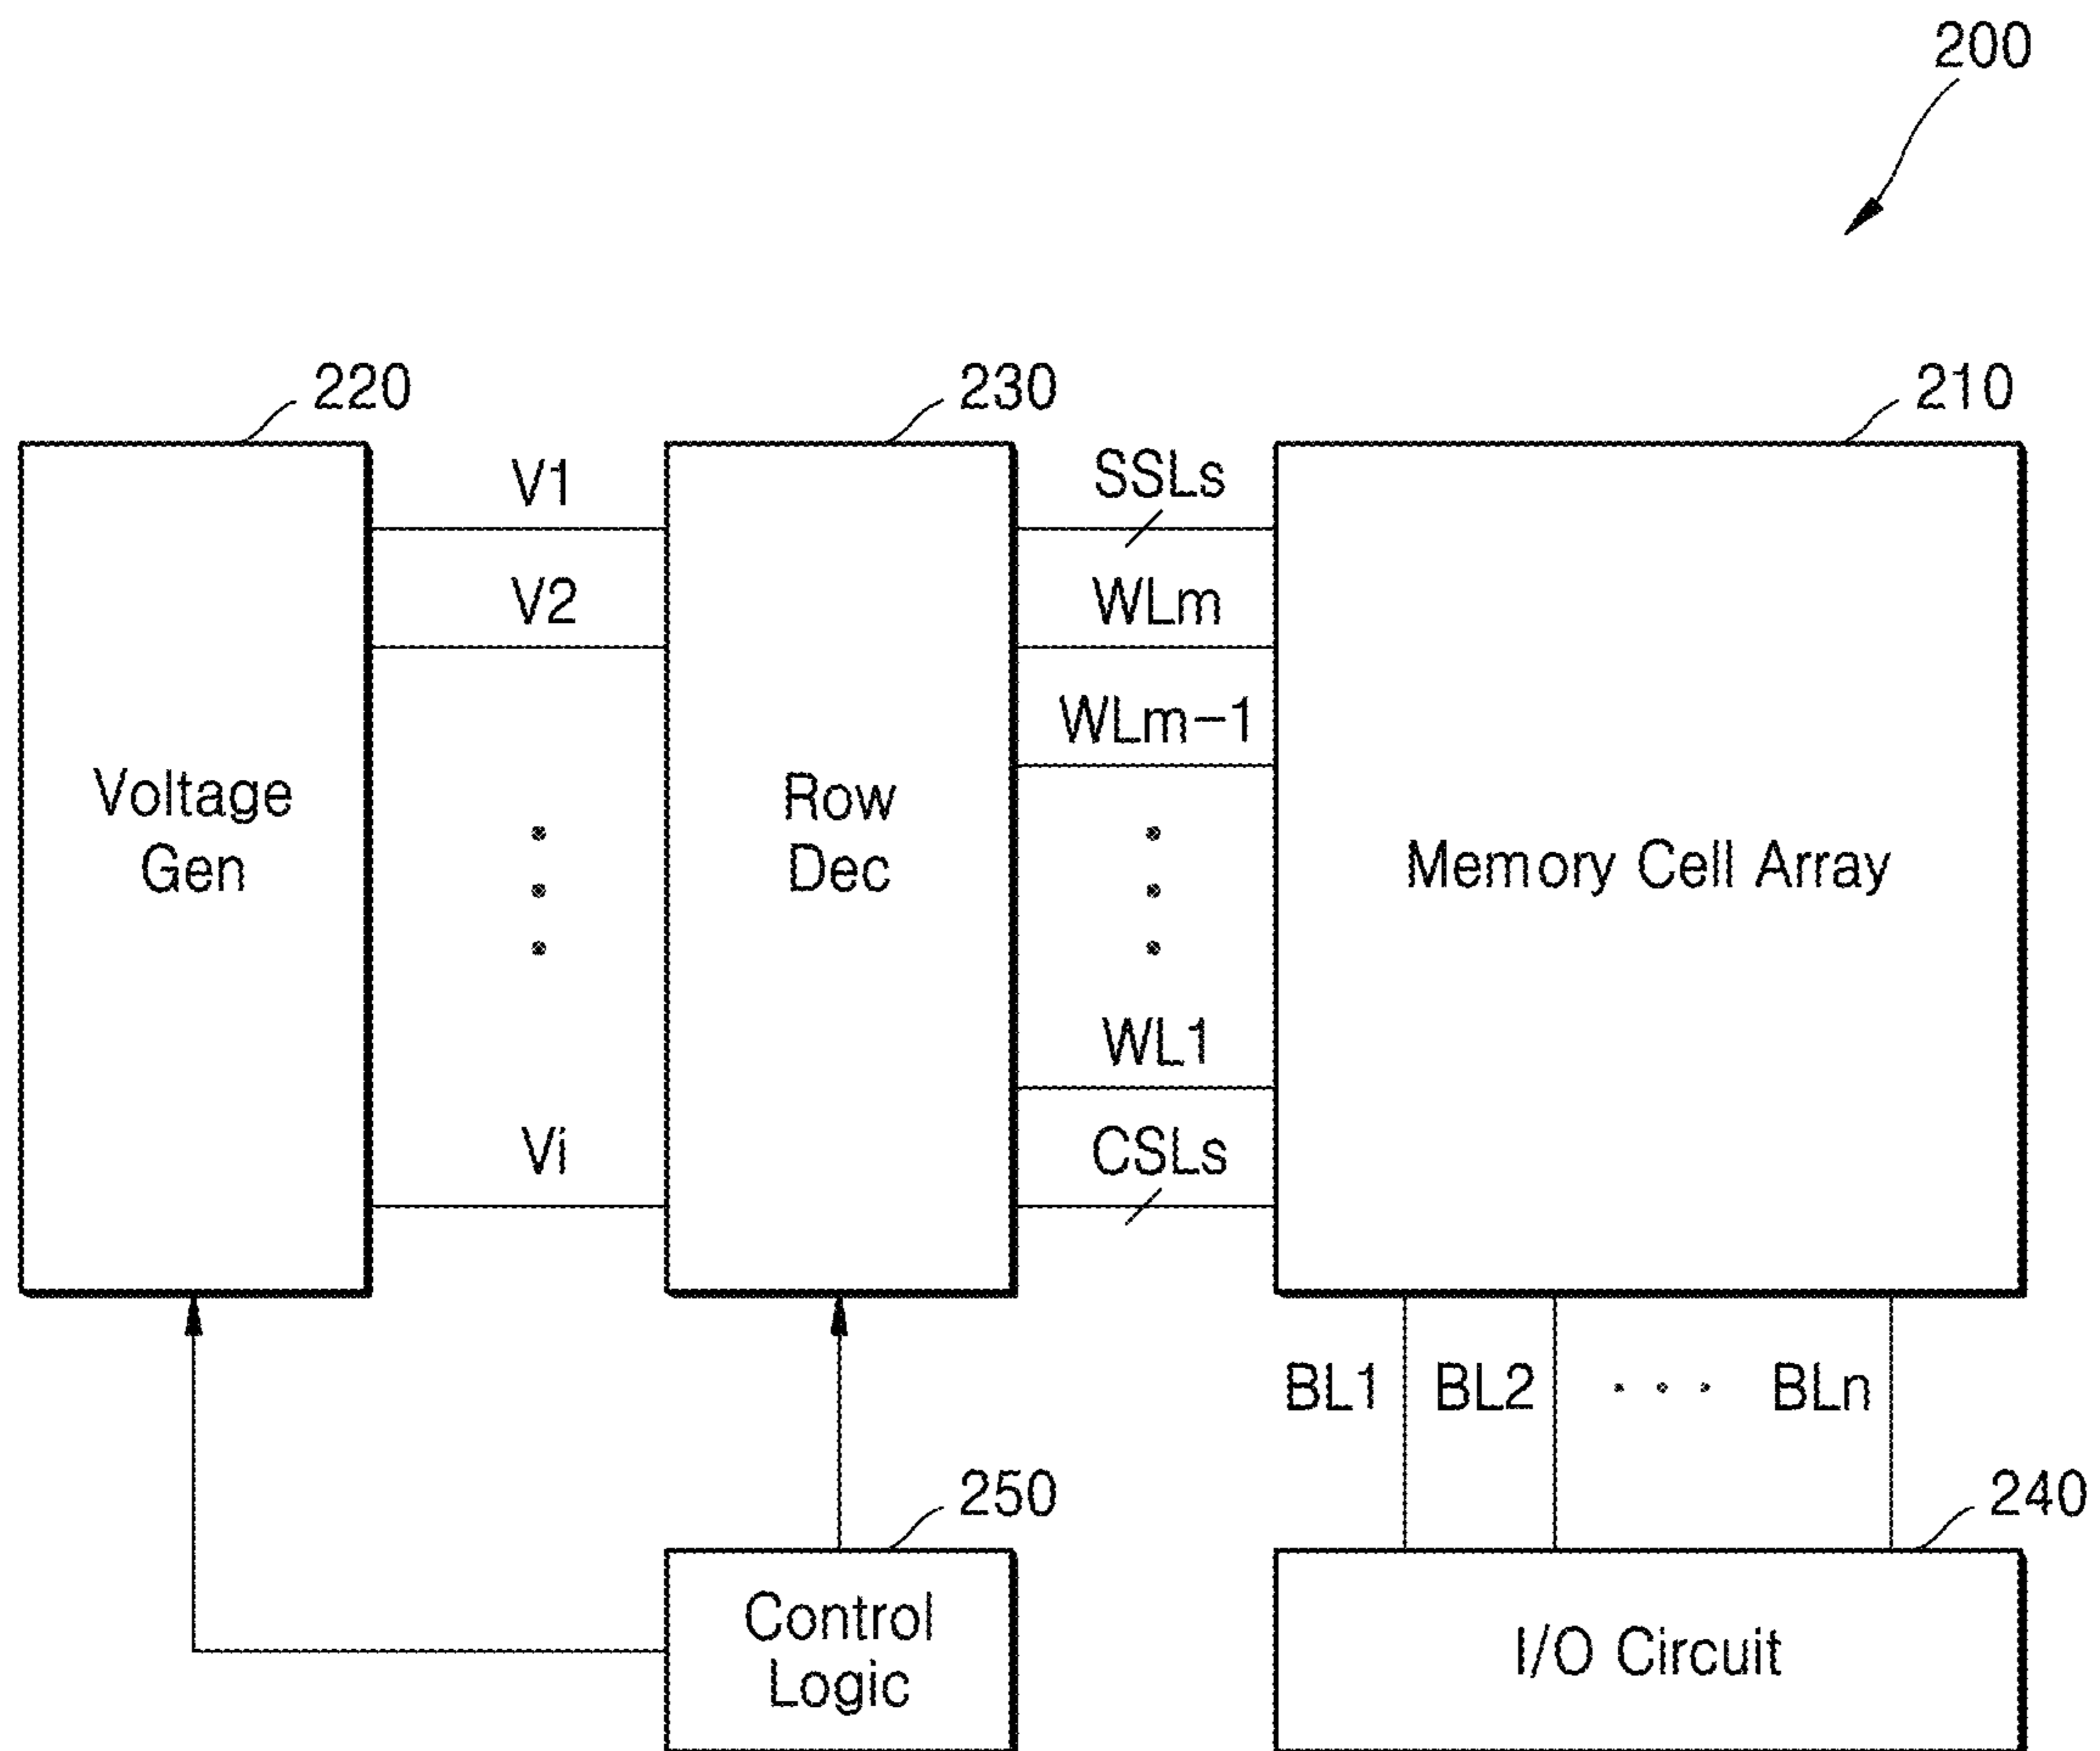 200
220
230
210
V1
SSLs
V2
WLm
WLm-1
Voltage
Gen
Row
Dec
Memory Cell Array
WL1
Vi
CSLs
BL1 BL2 · · · BLn
250
240
Control
Logic
I/O Circuit